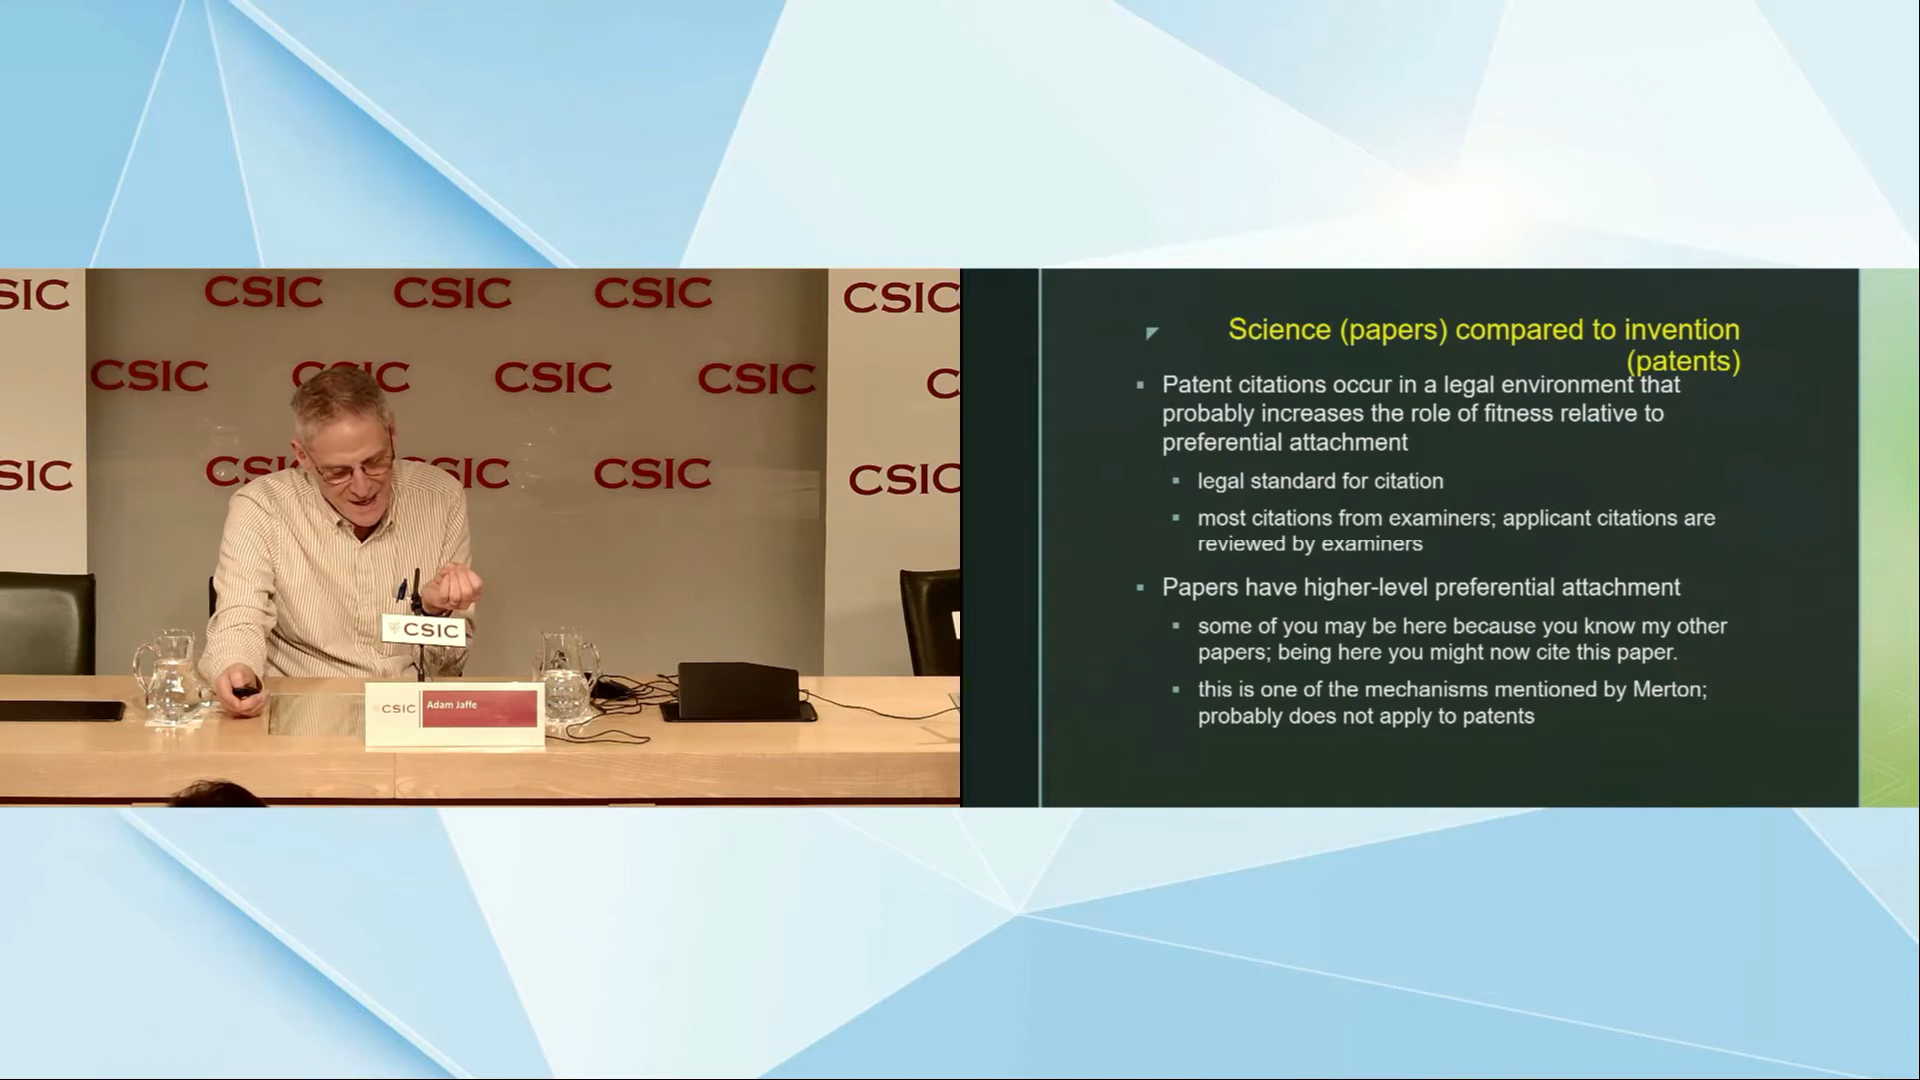 SIC
CSIC
CSIC
CSIC
CSIC
CSIC
CSIC
CSIC
CSIC
SIC
CSIC
CSIC
CSIC
CSIC
CSIC
Adam Jaffe
Science (papers) compared to invention
(patents)
Patent citations occur in a legal environment that
probably increases the role of fitness relative to
preferential attachment
legal standard for citation
most citations from examiners; applicant citations are
reviewed by examiners
Papers have higher-level preferential attachment
some of you may be here because you know my other
papers; being here you might now cite this paper.
this is one of the mechanisms mentioned by Merton;
probably does not apply to patents